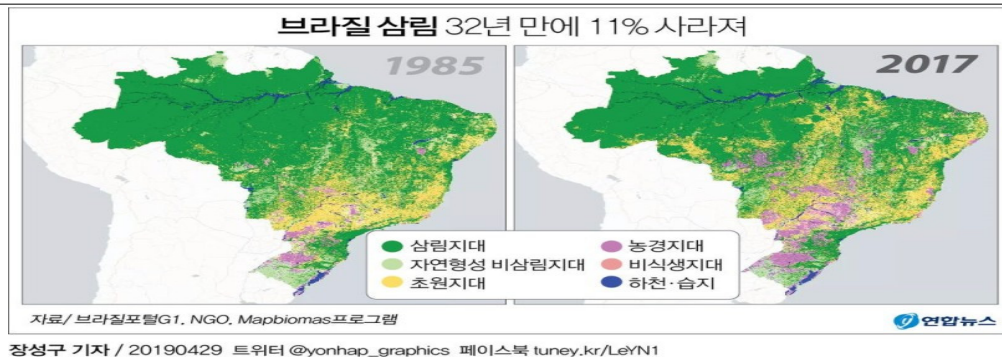 브라질 삼림 32년 만에 11% 사라져
1985
2017
삼림지대
농경지대
자연형성 비삼림지대
비식생지대
초원지대
하천·습지
자료/ 브라질포털G1, NGO, Mapbiomas프로그램
연합뉴스
장성구 기자 / 20190429 트위터 @yonhap_graphics 페이스북 tuney.kr/LeYN1